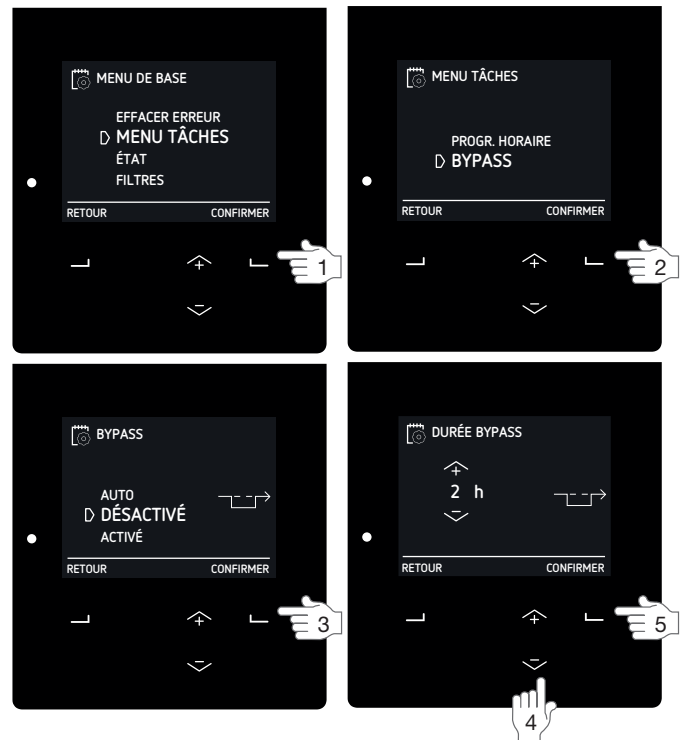 MENU DE BASE
EFFACER ERREUR
MENU TÂCHES
ÉTAT
FILTRES
RETOUR CONFIRMER
1
MENU TÂCHES
PROGR. HORAIRE
BYPASS
RETOUR CONFIRMER
2
BYPASS
AUTO
DÉSACTIVÉ
ACTIVÉ
RETOUR CONFIRMER
3
DURÉE BYPASS
2 h
RETOUR CONFIRMER
5
4